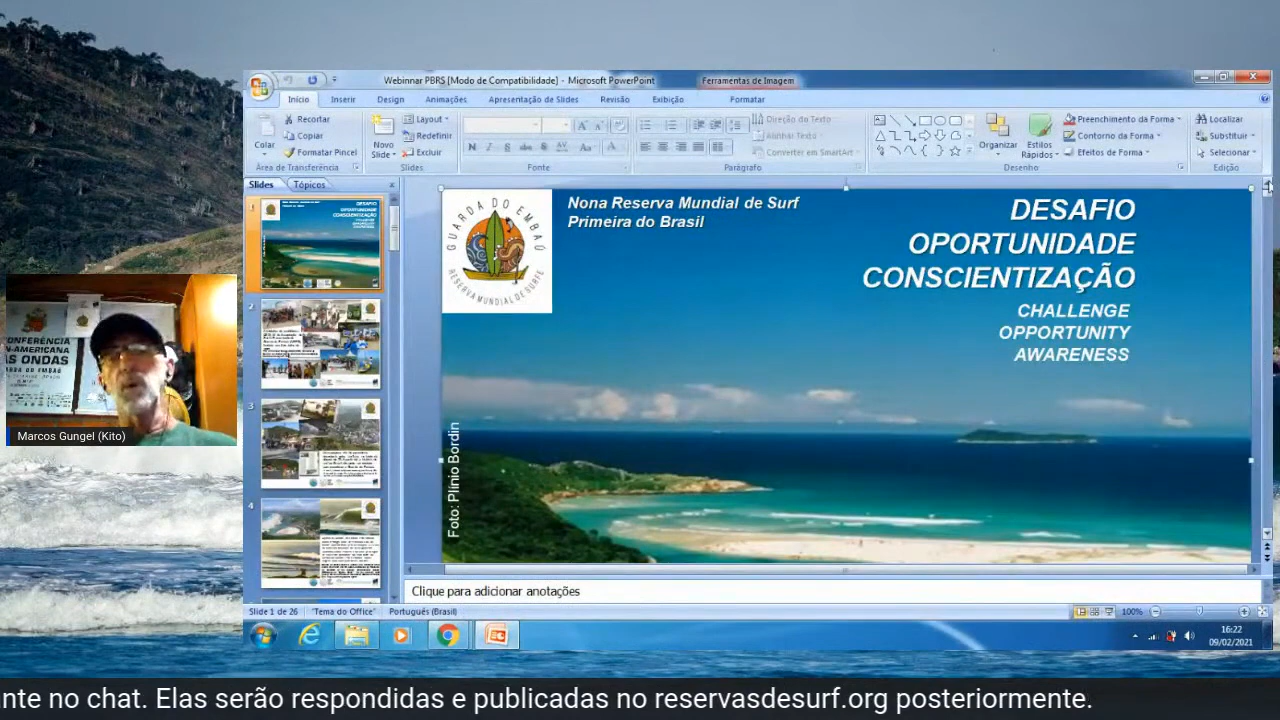 Webinnar PBRS [Modo de Compatibilidade] - Microsoft PowerPoint
Ferramentas de Imagem
Início
Inserir
Design
Animações
Apresentação de Slides
Revisão
Exibição
Formatar
Colar
Recortar
Copiar
Formatar Pincel
Área de Transferência
Novo
Slide
Layout
Redefinir
Excluir
Slides
Fonte
Direção do Texto
Alinhar Texto
Converter em SmartArt
Parágrafo
Organizar
Estilos
Rápidos
Preenchimento da Forma
Contorno da Forma
Efeitos de Forma
Desenho
Localizar
Substituir
Selecionar
Edição
Slides
Tópicos
1
2
3
4
GUARDA DO EMBAÚ
RESERVA MUNDIAL DE SURFE
Nona Reserva Mundial de Surf
Primeira do Brasil
DESAFIO
OPORTUNIDADE
CONSCIENTIZAÇÃO
CHALLENGE
OPPORTUNITY
AWARENESS
Foto: Plínio Bordin
Marcos Gungel (Kito)
Clique para adicionar anotações
Slide 1 de 26
"Tema do Office"
Português (Brasil)
100%
16:22
09/02/2021
nte no chat. Elas serão respondidas e publicadas no reservasdesurf.org posteriormente.